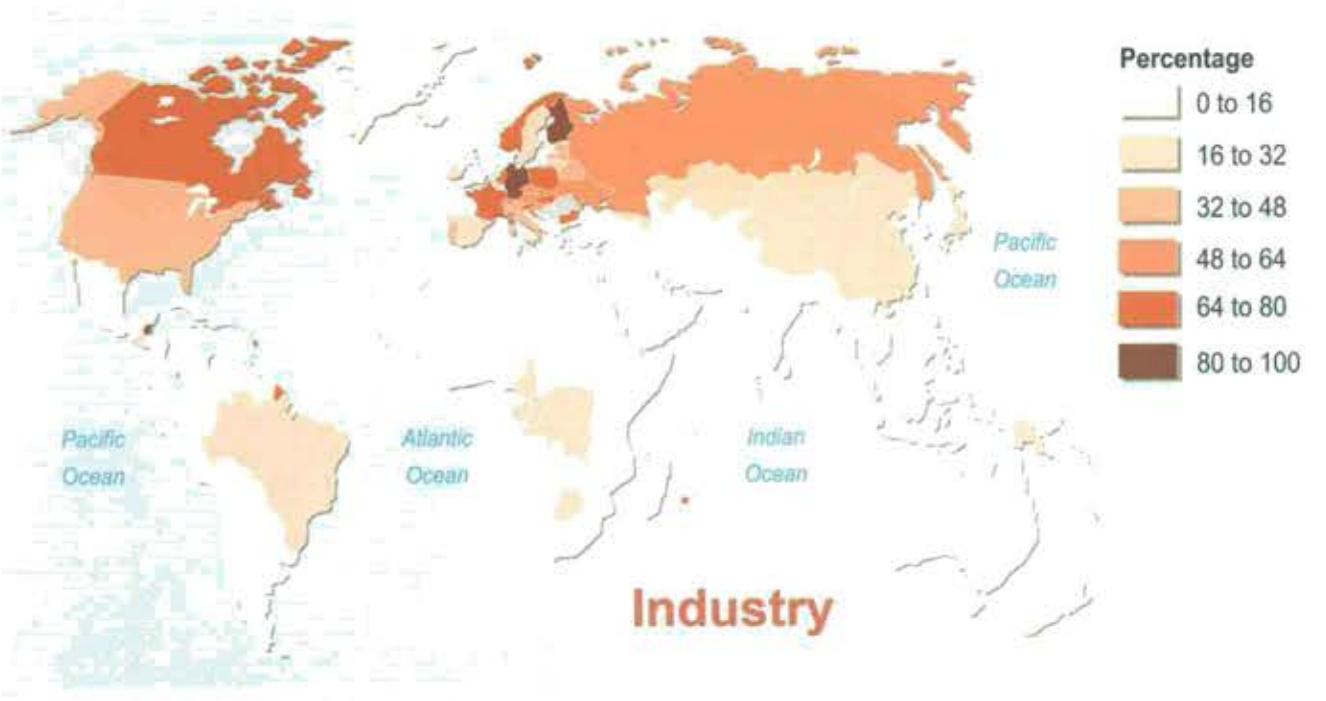 Percentage
0 to 16
16 to 32
32 to 48
48 to 64
64 to 80
80 to 100
Pacific
Ocean
Pacific
Ocean
Atlantic
Ocean
Indian
Ocean
Industry